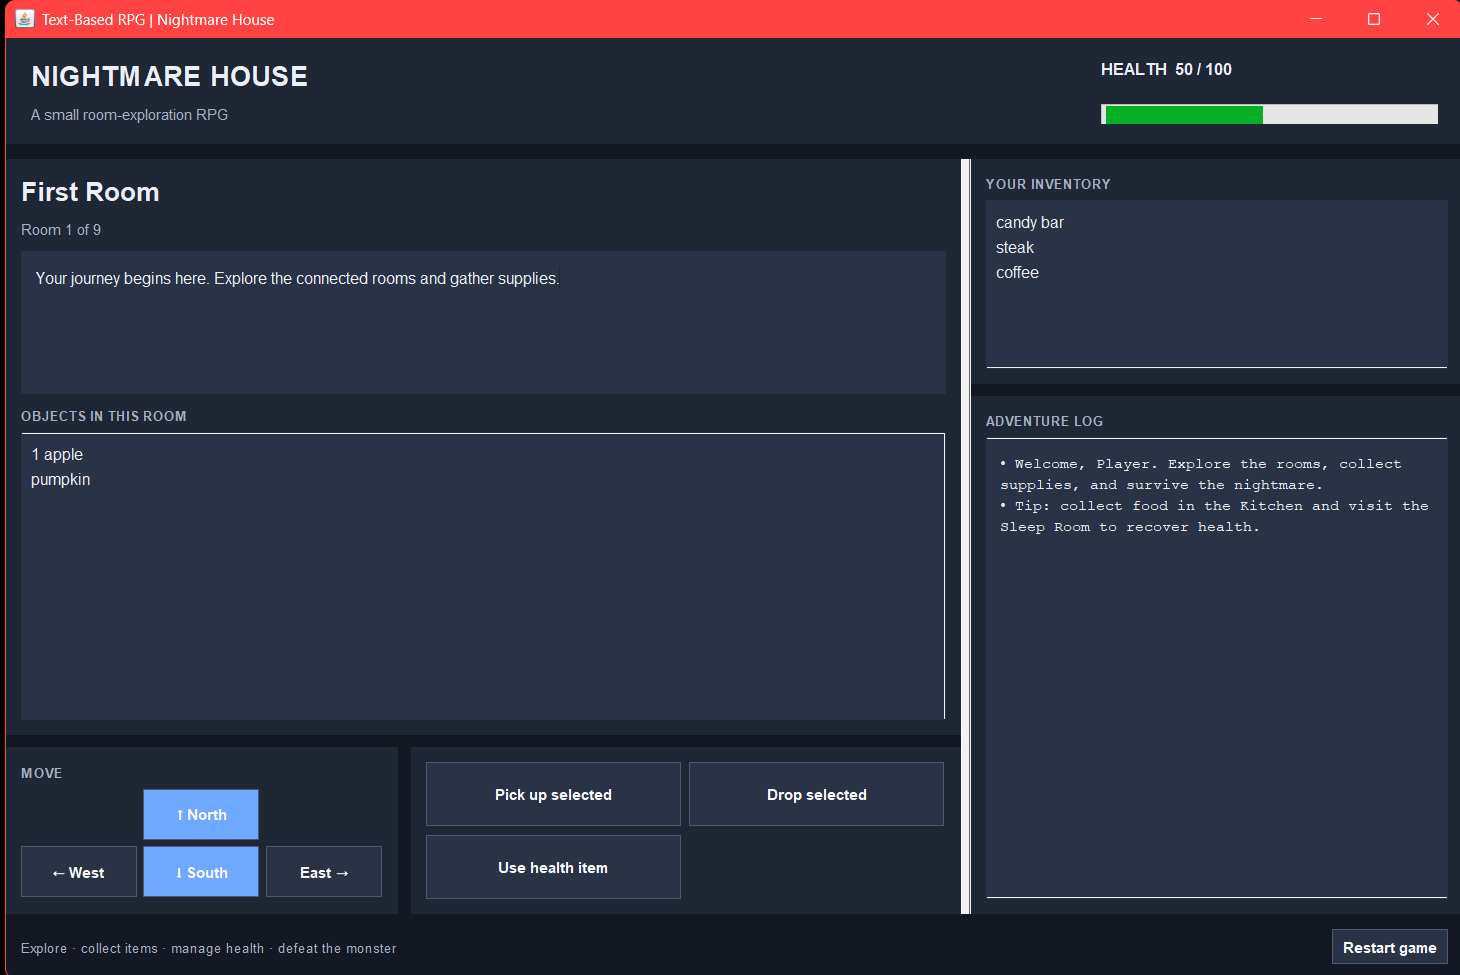 Text-Based RPG | Nightmare House
NIGHTMARE HOUSE
A small room-exploration RPG
HEALTH 50 / 100
First Room
Room 1 of 9
Your journey begins here. Explore the connected rooms and gather supplies.
OBJECTS IN THIS ROOM
1 apple
pumpkin
MOVE
↑ North
← West
↓ South
East →
Pick up selected
Drop selected
Use health item
YOUR INVENTORY
candy bar
steak
coffee
ADVENTURE LOG
• Welcome, Player. Explore the rooms, collect
supplies, and survive the nightmare.
• Tip: collect food in the Kitchen and visit the
Sleep Room to recover health.
Explore · collect items · manage health · defeat the monster
Restart game